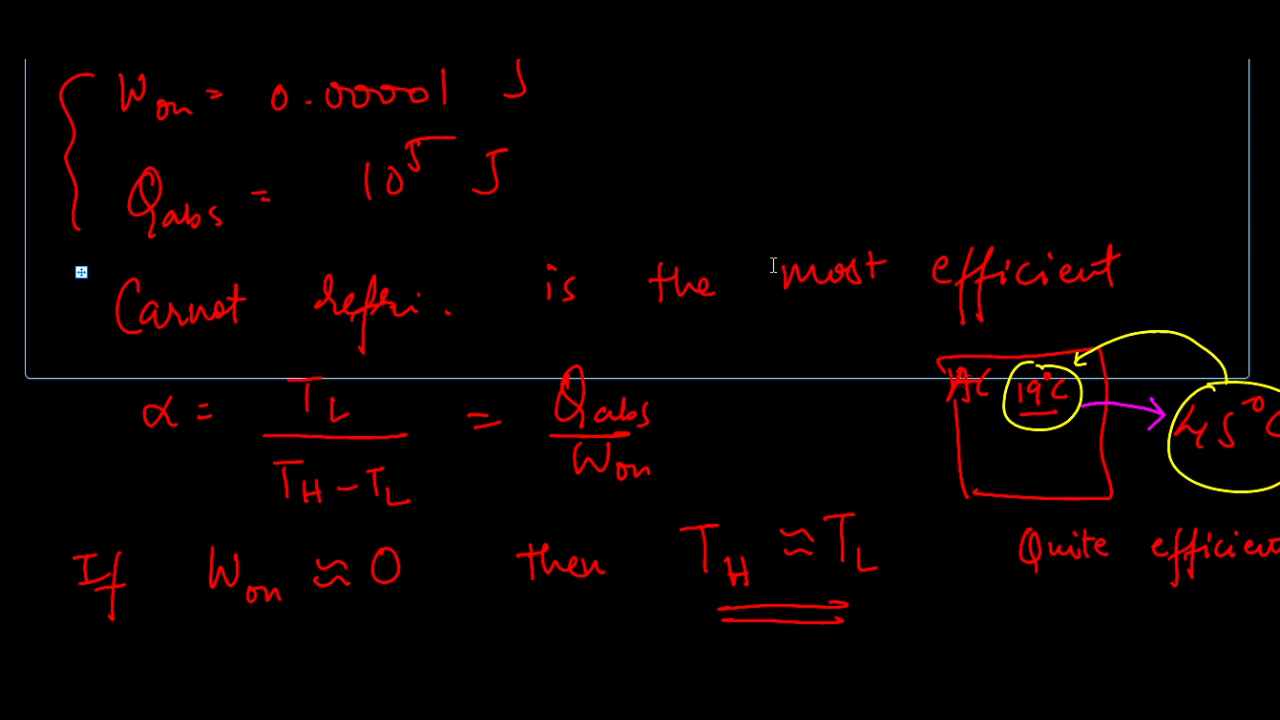 W_on = 0.00001 J
Q_abs = 10^5 J
Carnot refri. is the most efficient
α = T_L / (T_H - T_L) = Q_abs / W_on
AC 19°C
45°C
If W_on ≈ 0 then T_H ≈ T_L
Quite efficient